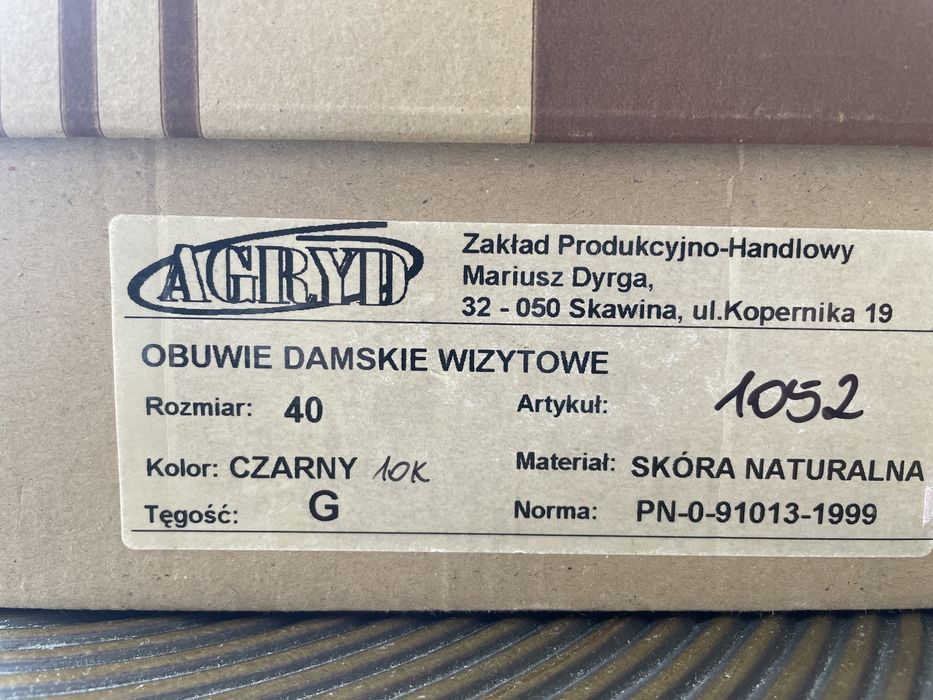 AGRYD
Zakład Produkcyjno-Handlowy
Mariusz Dyrga,
32 - 050 Skawina, ul.Kopernika 19
OBUWIE DAMSKIE WIZYTOWE
Rozmiar: 40
Artykuł: 1052
Kolor: CZARNY 10K
Materiał: SKÓRA NATURALNA
Tęgość: G
Norma: PN-0-91013-1999